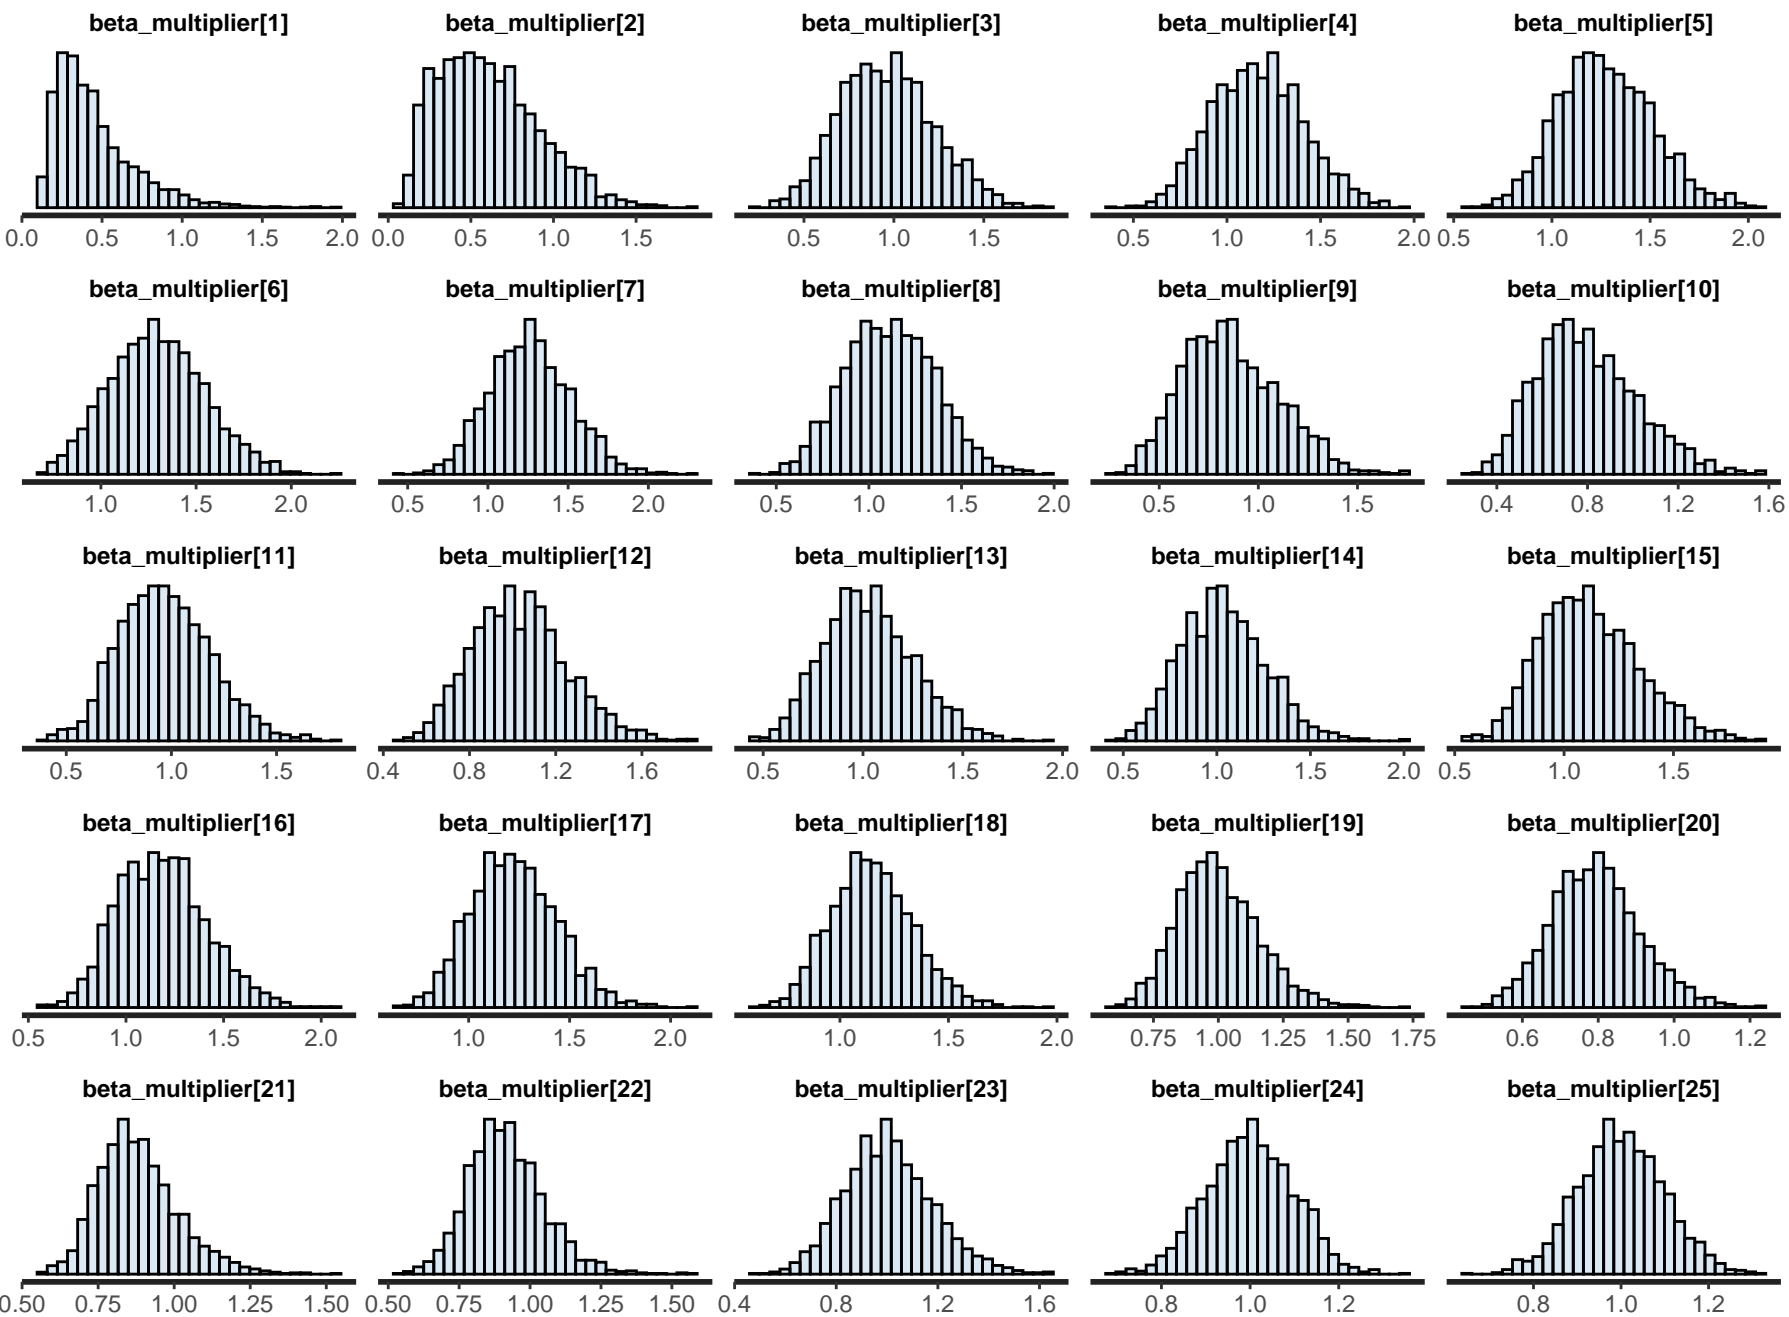 beta_multiplier[1] beta_multiplier[2] beta_multiplier[3] beta_multiplier[4] beta_multiplier[5]
0.0 0.5 1.0 1.5 2.0 0.0 0.5 1.0 1.5 0.5 1.0 1.5 0.5 1.0 1.5 2.0 0.5 1.0 1.5 2.0
beta_multiplier[6] beta_multiplier[7] beta_multiplier[8] beta_multiplier[9] beta_multiplier[10]
1.0 1.5 2.0 0.5 1.0 1.5 2.0 0.5 1.0 1.5 2.0 0.5 1.0 1.5 0.4 0.8 1.2 1.6
beta_multiplier[11] beta_multiplier[12] beta_multiplier[13] beta_multiplier[14] beta_multiplier[15]
0.5 1.0 1.5 0.4 0.8 1.2 1.6 0.5 1.0 1.5 2.0 0.5 1.0 1.5 2.0 0.5 1.0 1.5
beta_multiplier[16] beta_multiplier[17] beta_multiplier[18] beta_multiplier[19] beta_multiplier[20]
0.5 1.0 1.5 2.0 1.0 1.5 2.0 1.0 1.5 2.0 0.75 1.00 1.25 1.50 1.75 0.6 0.8 1.0 1.2
beta_multiplier[21] beta_multiplier[22] beta_multiplier[23] beta_multiplier[24] beta_multiplier[25]
0.50 0.75 1.00 1.25 1.50 0.50 0.75 1.00 1.25 1.50 0.4 0.8 1.2 1.6 0.8 1.0 1.2 0.8 1.0 1.2